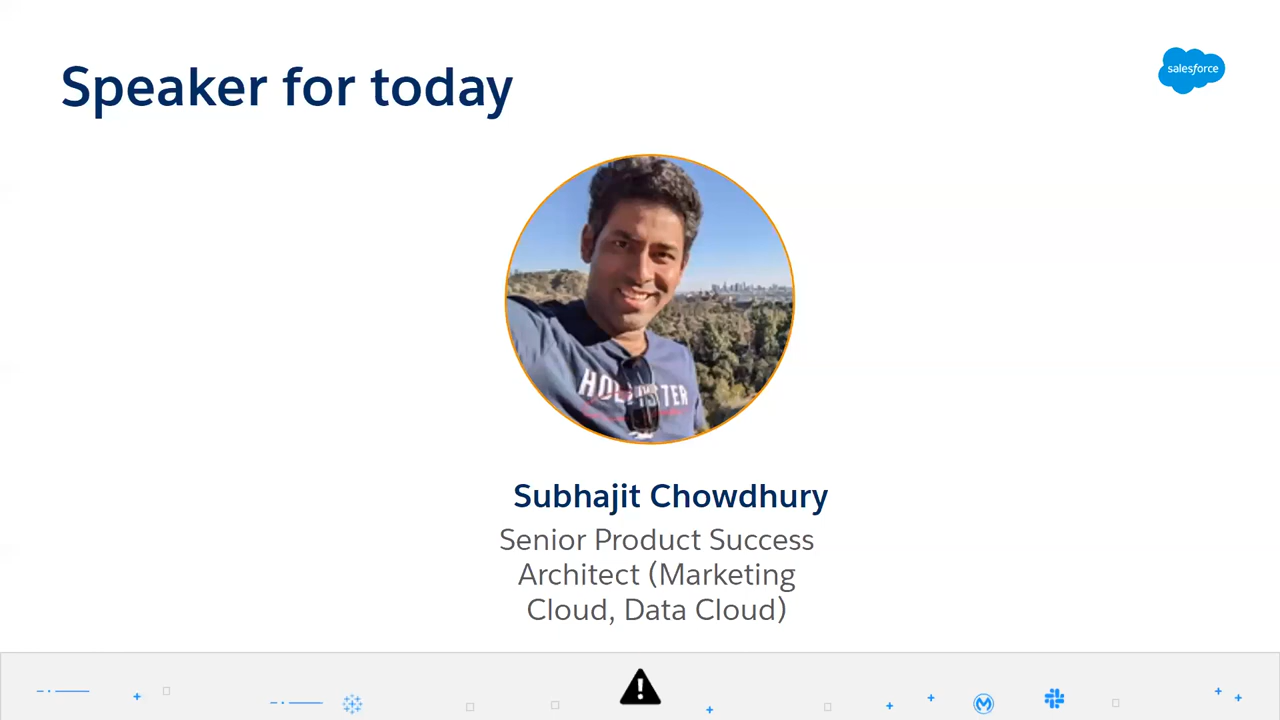 Speaker for today
salesforce
HOLLISTER
Subhajit Chowdhury
Senior Product Success
Architect (Marketing
Cloud, Data Cloud)